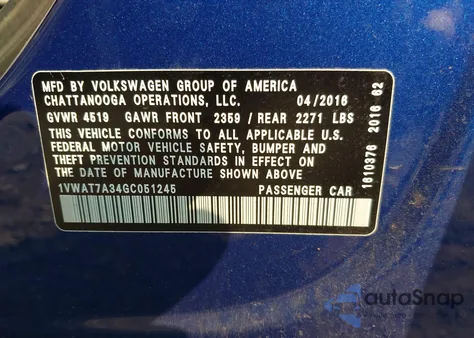 MFD BY VOLKSWAGEN GROUP OF AMERICA
CHATTANOOGA OPERATIONS, LLC. 04/2016
GVWR 4519 GAWR FRONT 2359 / REAR 2271 LBS
THIS VEHICLE CONFORMS TO ALL APPLICABLE U.S.
FEDERAL MOTOR VEHICLE SAFETY, BUMPER AND
THEFT PREVENTION STANDARDS IN EFFECT ON
THE DATE OF MANUFACTURE SHOWN ABOVE
1VWAT7A34GC051245 PASSENGER CAR
1610376 2016 62
autoSnap